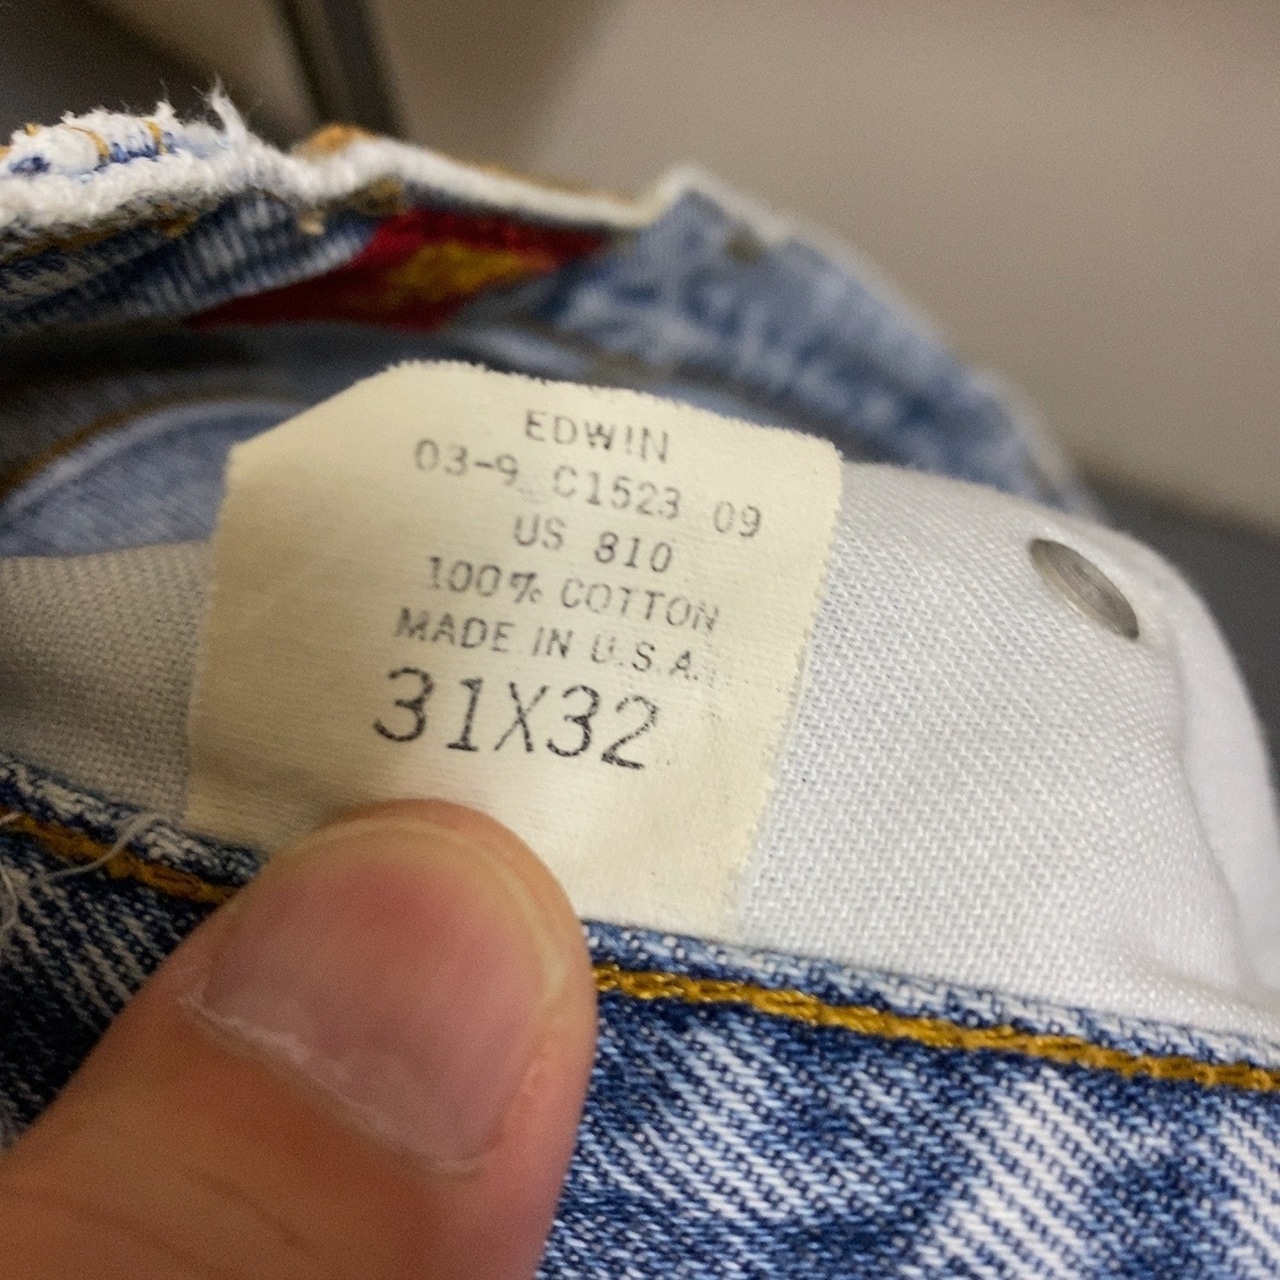 EDWIN
03-9 C1523 09
US 810
100% COTTON
MADE IN U.S.A.
31X32